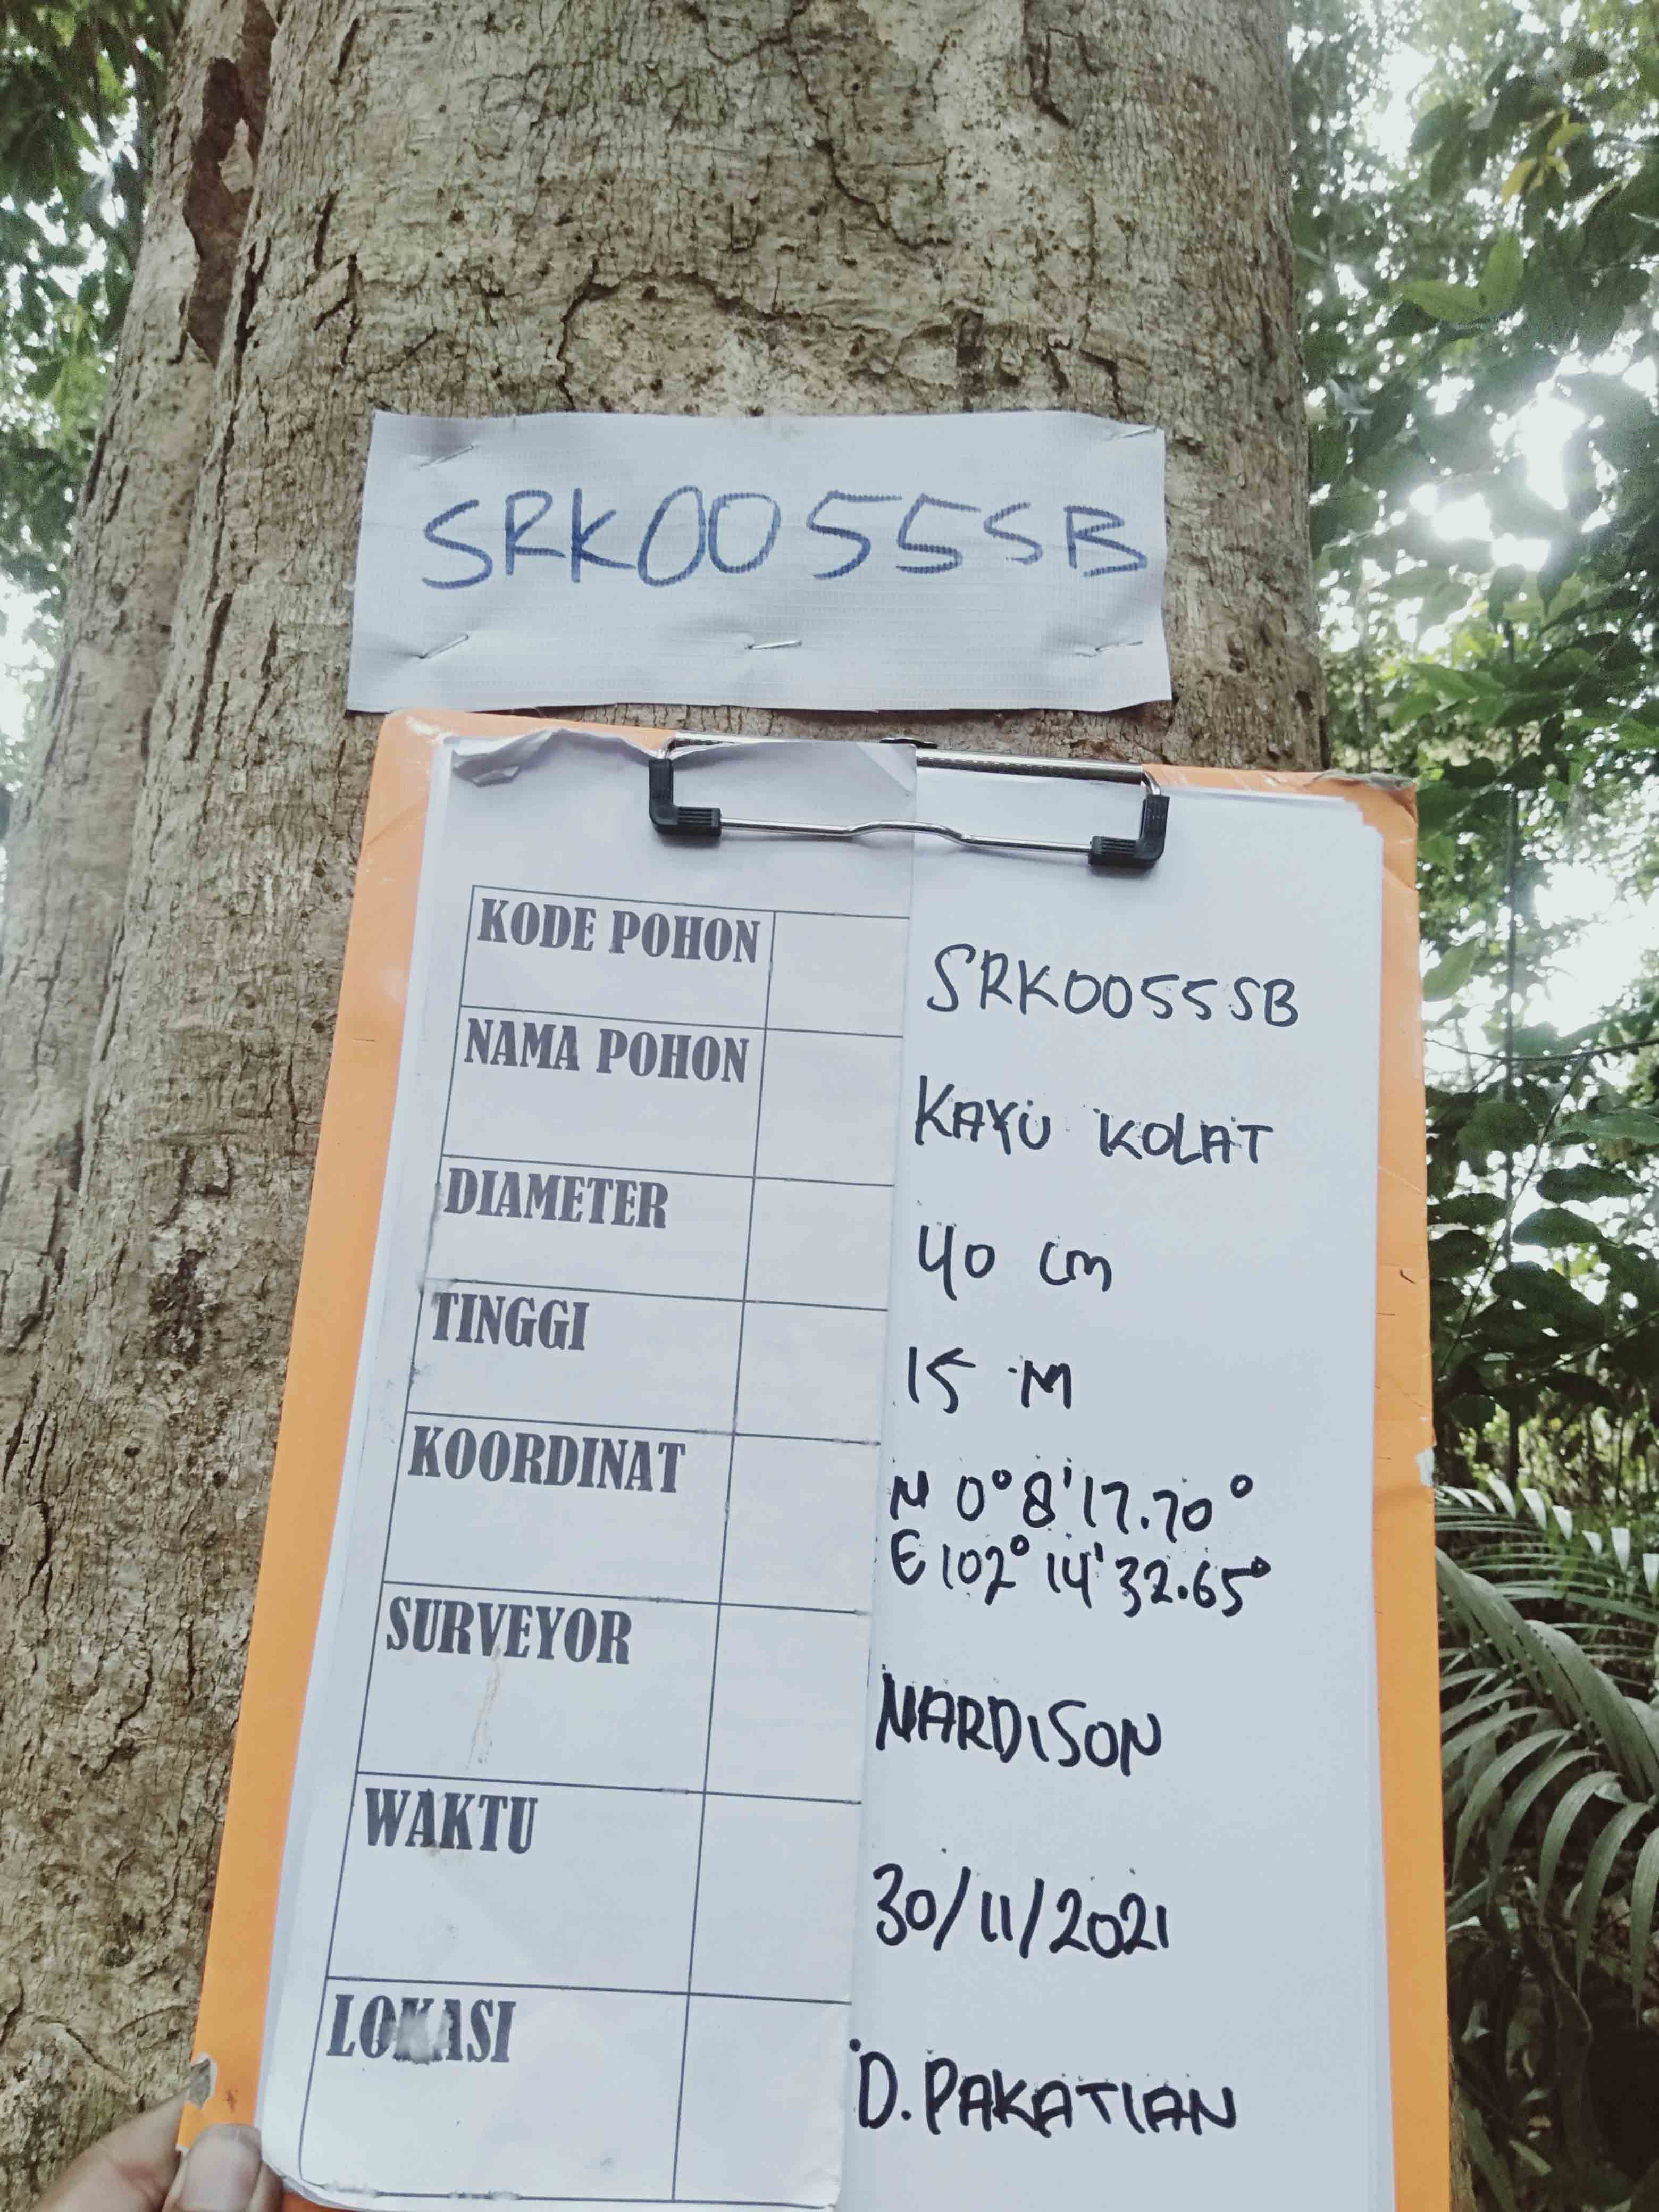 SRK0055SB
KODE POHON SRK0055SB
NAMA POHON KAYU KOLAT
DIAMETER 40 cm
TINGGI 15 M
KOORDINAT N 0°8'17.70°
E 102° 14' 32.65°
SURVEYOR NARDISON
WAKTU 30/11/2021
LOKASI D.PAKATIAN